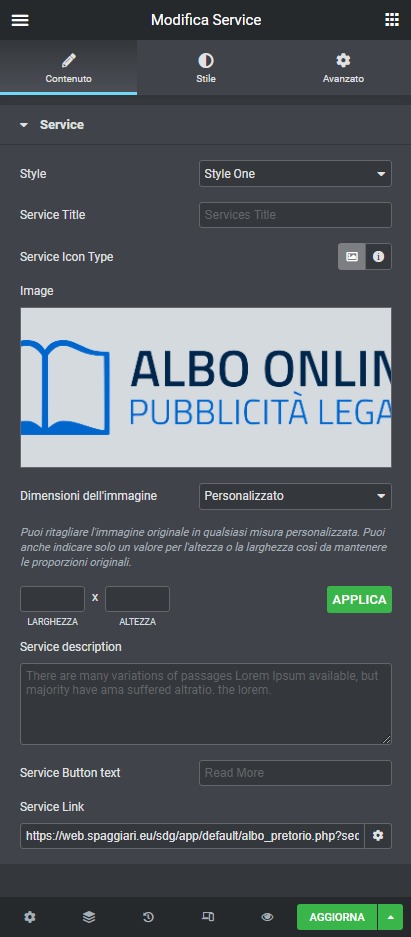 Modifica Service
Contenuto
Stile
Avanzato
Service
Style
Style One
Service Title
Services Title
Service Icon Type
Image
ALBO ONLIN
PUBBLICITÀ LEGA
Dimensioni dell'immagine
Personalizzato
Puoi ritagliare l'immagine originale in qualsiasi misura personalizzata. Puoi
anche indicare solo un valore per l'altezza o la larghezza così da mantenere
le proporzioni originali.
x
APPLICA
LARGHEZZA
ALTEZZA
Service description
There are many variations of passages Lorem Ipsum available, but
majority have ama suffered altratio. the lorem.
Service Button text
Read More
Service Link
https://web.spaggiari.eu/sdg/app/default/albo_pretorio.php?sec
AGGIORNA